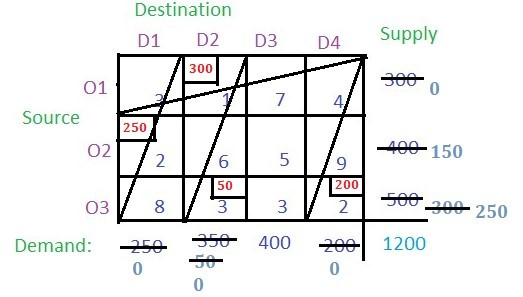 Destination
D1 D2 D3 D4 Supply
300
O1 3 1 7 4 300 0
Source
250
O2 2 6 5 9 400 150
50 200
O3 8 3 3 2 500 300 250
Demand: 250 350 400 200 1200
0 50 0
0